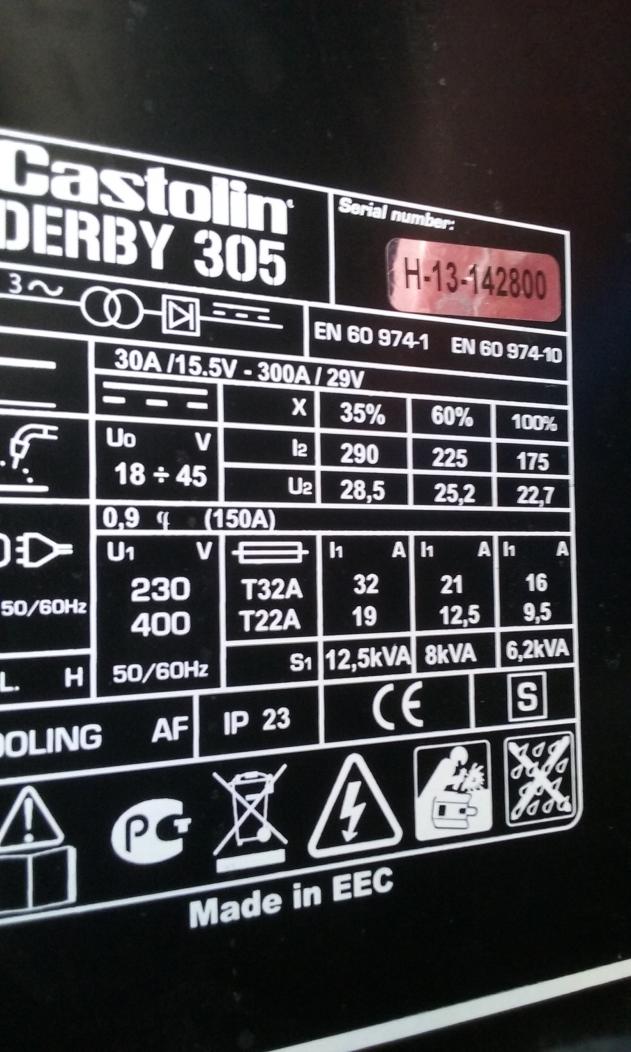 Castolin
DERBY 305
Serial number:
H-13-142800
3~
EN 60 974-1 EN 60 974-10
30A /15.5V - 300A / 29V
X 35% 60% 100%
U0 V I2 290 225 175
18 ÷ 45 U2 28,5 25,2 22,7
0,9 (150A)
U1 V I1 A I1 A I1 A
50/60Hz 230 T32A 32 21 16
400 T22A 19 12,5 9,5
L. H 50/60Hz S1 12,5kVA 8kVA 6,2kVA
OOLING AF IP 23 CE S
PCT
Made in EEC